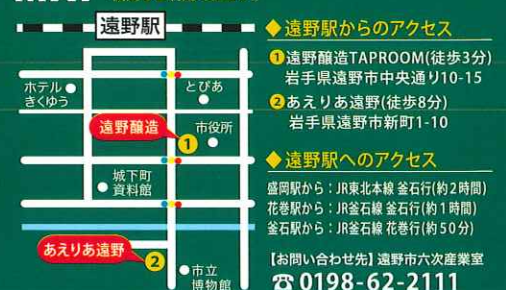 遠野駅
ホテル
きくゆう
とぴあ
遠野醸造
1
市役所
城下町
資料館
あえりあ遠野
2
市立
博物館
◆遠野駅からのアクセス
1 遠野醸造TAPROOM(徒歩3分)
岩手県遠野市中央通り10-15
2 あえりあ遠野(徒歩8分)
岩手県遠野市新町1-10
◆遠野駅へのアクセス
盛岡駅から：JR東北本線 釜石行(約2時間)
花巻駅から：JR釜石線 釜石行(約1時間)
釜石駅から：JR釜石線 花巻行(約50分)
【お問い合わせ先】遠野市六次産業室
☎0198-62-2111